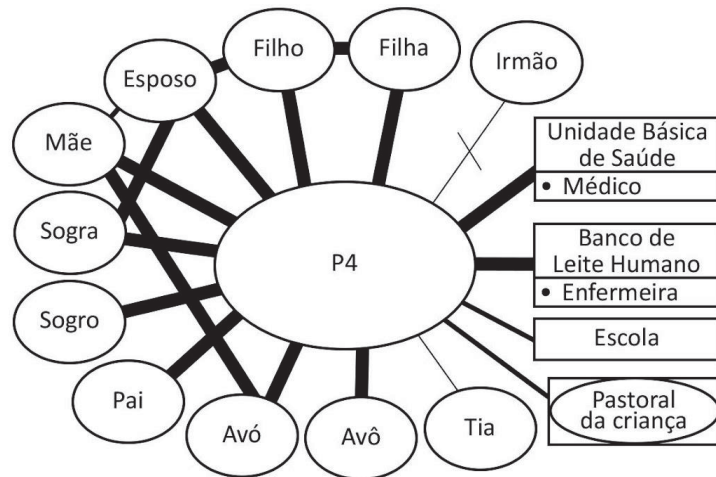 Filho
Filha
Irmão
Esposo
Mãe
Unidade Básica
de Saúde
• Médico
Sogra
P4
Banco de
Leite Humano
• Enfermeira
Sogro
Escola
Pai
Avó
Avô
Tia
Pastoral
da criança